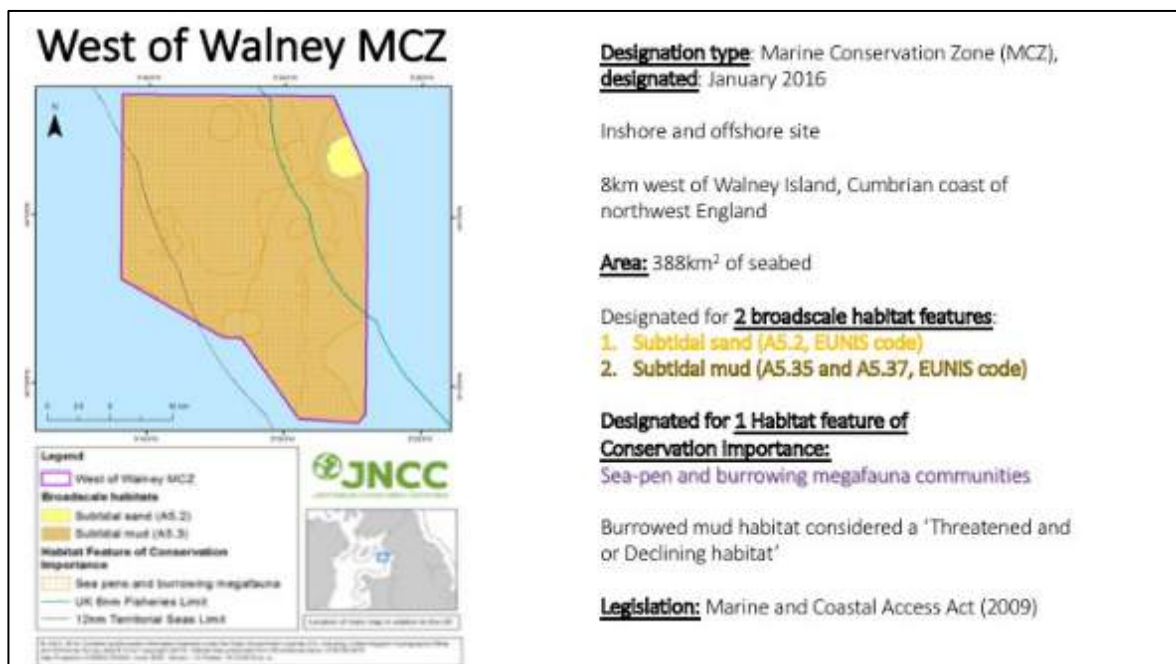 West of Walney MCZ
N
Legend
West of Walney MCZ
Broadscale habitats
Subtidal sand (A5.2)
Subtidal mud (A5.3)
Habitat Feature of Conservation
Importance
Sea pens and burrowing megafauna
UK 6nm Fisheries Limit
12nm Territorial Seas Limit
JNCC
Designation type: Marine Conservation Zone (MCZ),
designated: January 2016
Inshore and offshore site
8km west of Walney Island, Cumbrian coast of
northwest England
Area: 388km² of seabed
Designated for 2 broadscale habitat features:
1. Subtidal sand (A5.2, EUNIS code)
2. Subtidal mud (A5.35 and A5.37, EUNIS code)
Designated for 1 Habitat feature of
Conservation Importance:
Sea-pen and burrowing megafauna communities
Burrowed mud habitat considered a ‘Threatened and
or Declining habitat’
Legislation: Marine and Coastal Access Act (2009)